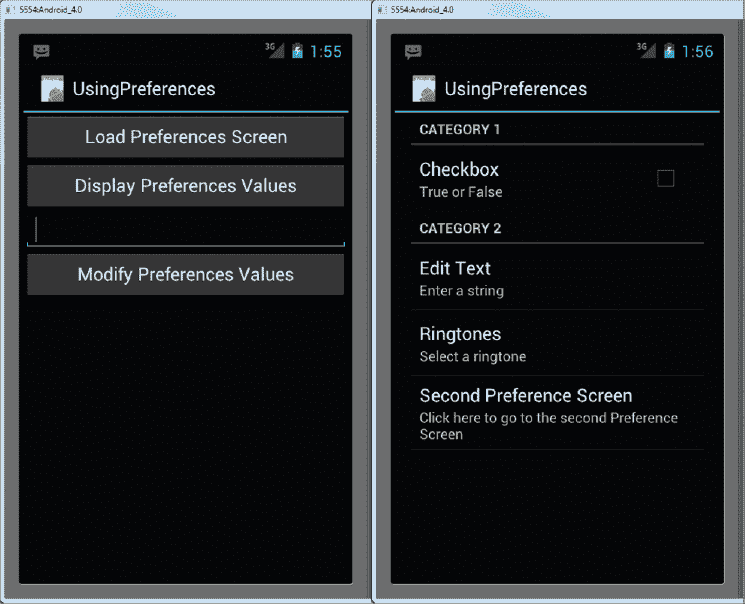 5554:Android_4.0
3G
1:55
UsingPreferences
Load Preferences Screen
Display Preferences Values
Modify Preferences Values
5554:Android_4.0
3G
1:56
UsingPreferences
CATEGORY 1
Checkbox
True or False
CATEGORY 2
Edit Text
Enter a string
Ringtones
Select a ringtone
Second Preference Screen
Click here to go to the second Preference
Screen